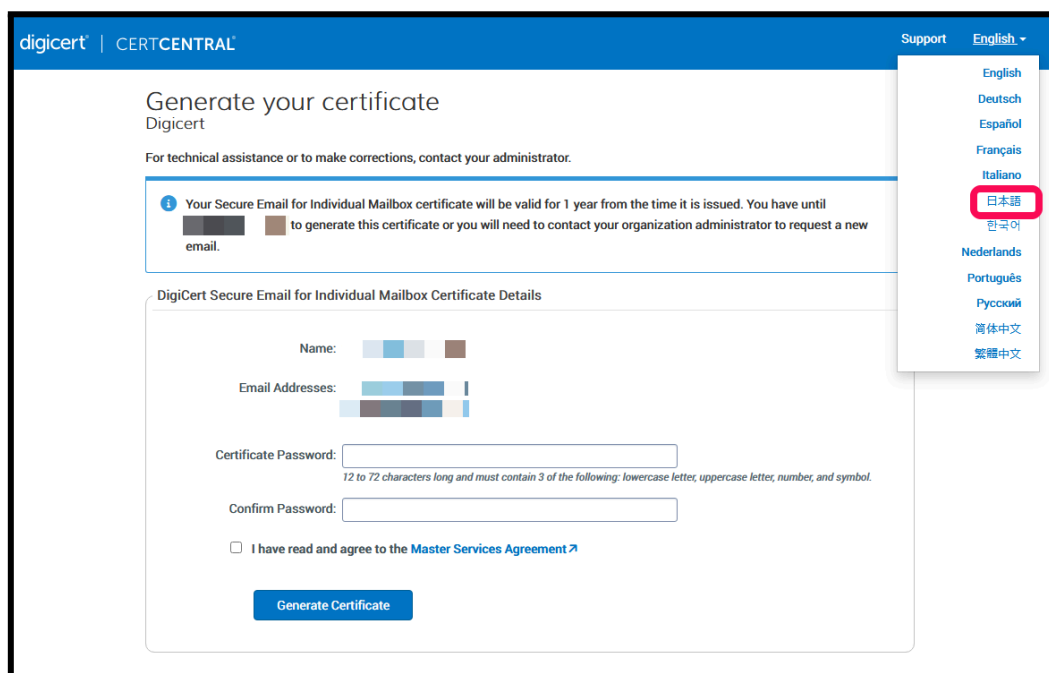 digicert® | CERTCENTRAL®
Support
English
English
Deutsch
Español
Français
Italiano
日本語
한국어
Nederlands
Português
Русский
简体中文
繁體中文
Generate your certificate
Digicert
For technical assistance or to make corrections, contact your administrator.
Your Secure Email for Individual Mailbox certificate will be valid for 1 year from the time it is issued. You have until
to generate this certificate or you will need to contact your organization administrator to request a new
email.
DigiCert Secure Email for Individual Mailbox Certificate Details
Name:
Email Addresses:
Certificate Password:
12 to 72 characters long and must contain 3 of the following: lowercase letter, uppercase letter, number, and symbol.
Confirm Password:
I have read and agree to the Master Services Agreement
Generate Certificate